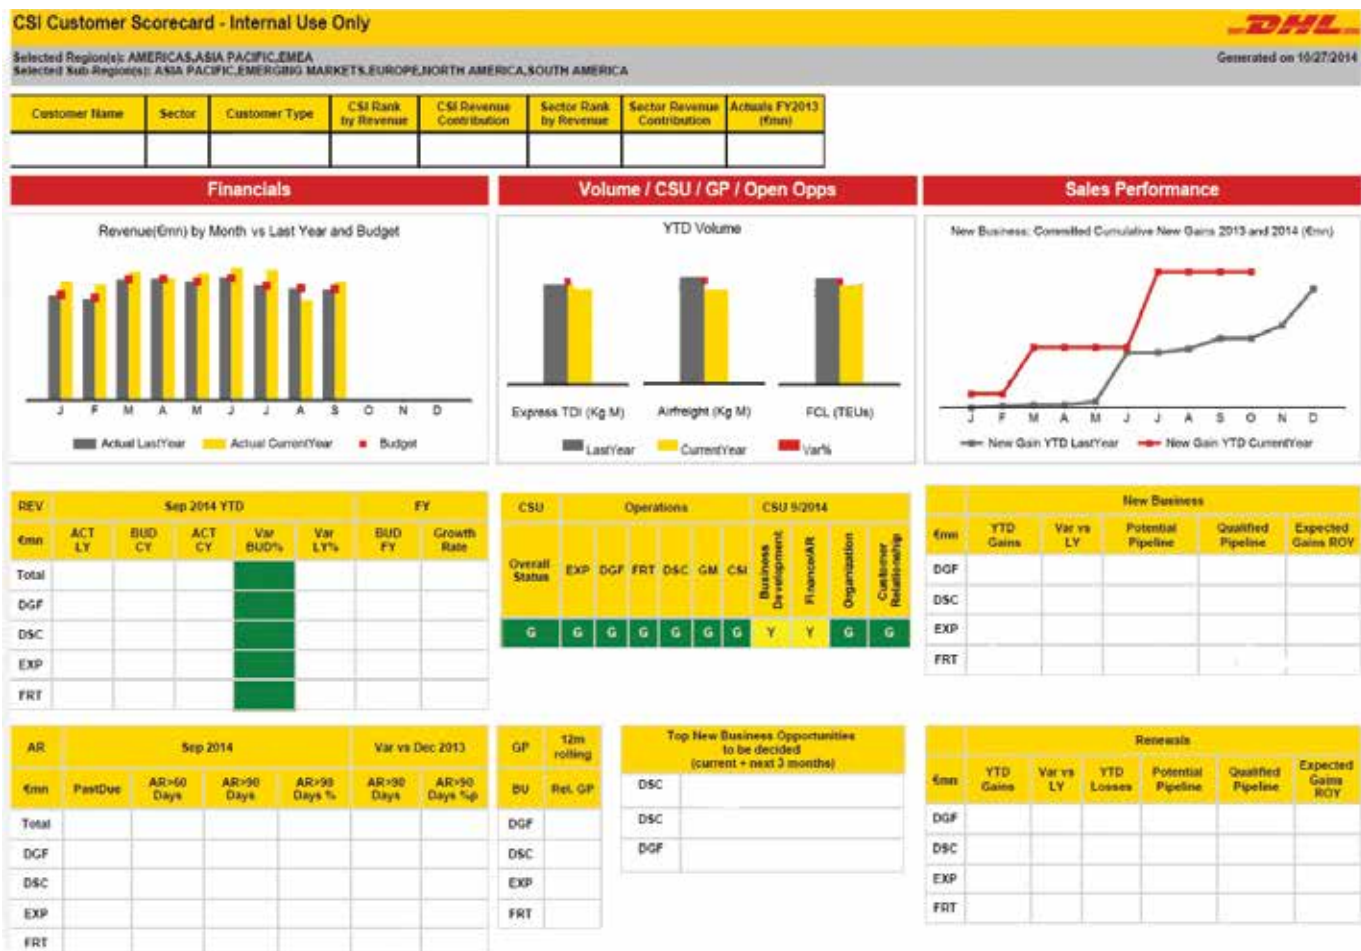 CSI Customer Scorecard - Internal Use Only
DHL
Selected Region(s): AMERICAS,ASIA PACIFIC,EMEA
Generated on 10/27/2014
Selected Sub-Region(s): ASIA PACIFIC,EMERGING MARKETS,EUROPE,NORTH AMERICA,SOUTH AMERICA
Customer Name Sector Customer Type CSI Rank by Revenue CSI Revenue Contribution Sector Rank by Revenue Sector Revenue Contribution Actuals FY2013 (€mn)
Financials
Revenue(€mn) by Month vs Last Year and Budget
J F M A M J J A S O N D
Actual LastYear Actual CurrentYear Budget
Volume / CSU / GP / Open Opps
YTD Volume
Express TDI (Kg M) Airfreight (Kg M) FCL (TEUs)
LastYear CurrentYear Var%
Sales Performance
New Business: Committed Cumulative New Gains 2013 and 2014 (€mn)
J F M A M J J A S O N D
New Gain YTD LastYear New Gain YTD CurrentYear
REV Sep 2014 YTD FY
€mn ACT LY BUD CY ACT CY Var BUD% Var LY% BUD FY Growth Rate
Total
DGF
DSC
EXP
FRT
CSU Operations CSU 9/2014
Overall Status EXP DGF FRT DSC GM CSI Business Development Finance/AR Organization Customer Relationship
G G G G G G G Y Y G G
New Business
€mn YTD Gains Var vs LY Potential Pipeline Qualified Pipeline Expected Gains ROY
DGF
DSC
EXP
FRT
AR Sep 2014 Var vs Dec 2013
€mn PastDue AR>60 Days AR>90 Days AR>90 Days % AR>90 Days AR>90 Days %p
Total
DGF
DSC
EXP
FRT
GP 12m rolling
BU Rel. GP
DGF
DSC
EXP
FRT
Top New Business Opportunities
to be decided
(current + next 3 months)
DSC
DSC
DGF
Renewals
€mn YTD Gains Var vs LY YTD Losses Potential Pipeline Qualified Pipeline Expected Gains ROY
DGF
DSC
EXP
FRT